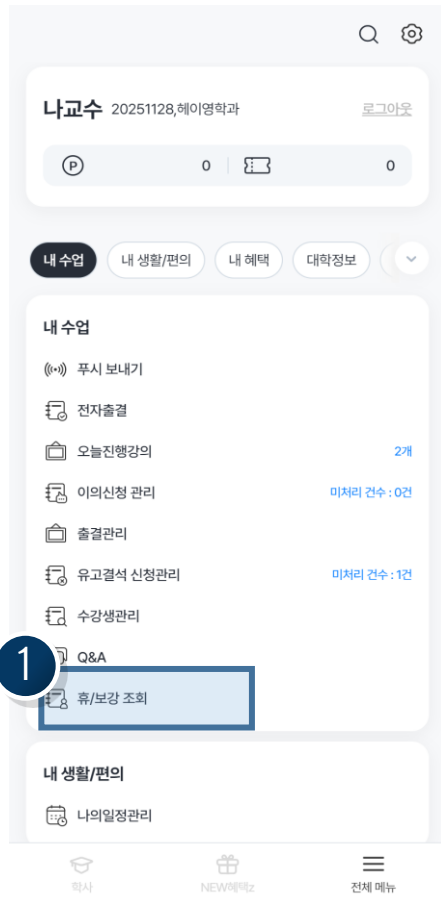 나교수 20251128,헤이영학과 로그아웃
P 0 0
내 수업 내 생활/편의 내 혜택 대학정보
내 수업
푸시 보내기
전자출결
오늘진행강의 2개
이의신청 관리 미처리 건수 : 0건
출결관리
유고결석 신청관리 미처리 건수 : 1건
수강생관리
Q&A
1
휴/보강 조회
내 생활/편의
나의일정관리
학사 NEW혜택z 전체 메뉴